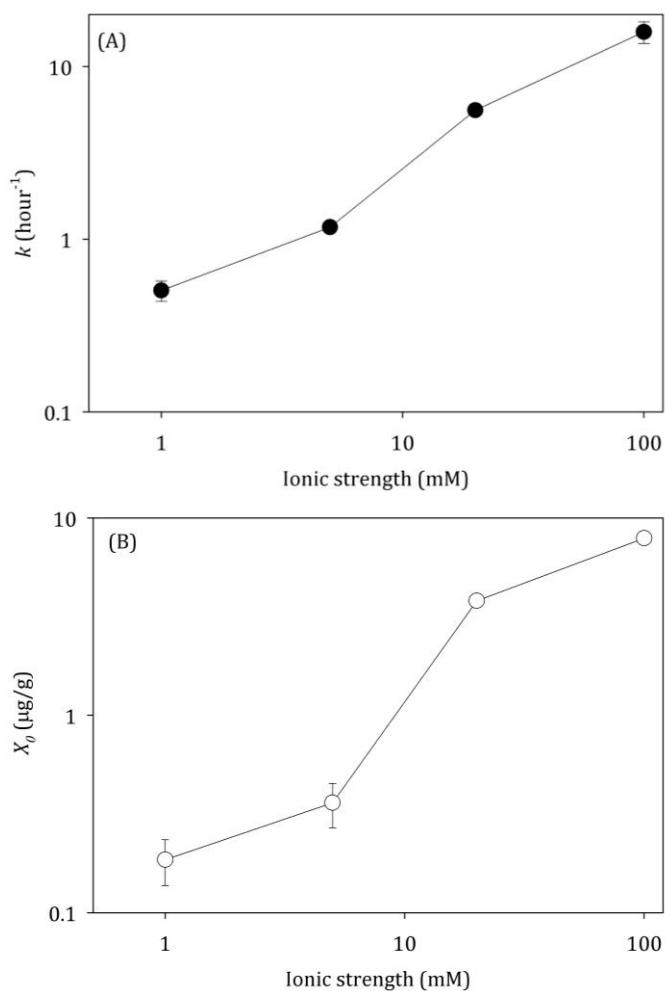 (A)
10
1
0.1
k (hour⁻¹)
1 10 100
Ionic strength (mM)
(B)
10
1
0.1
X₀ (μg/g)
1 10 100
Ionic strength (mM)